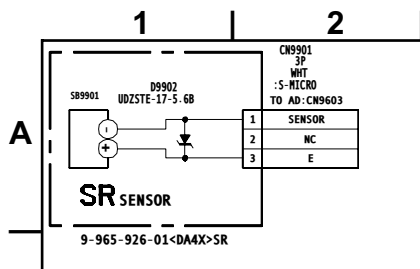 1 2
A
CN9901
3P
WHT
:S-MICRO
TO AD:CN9603
D9902
UDZSTE-17-5.6B
SB9901
- +
1 SENSOR
2 NC
3 E
SR SENSOR
9-965-926-01<DA4X>SR